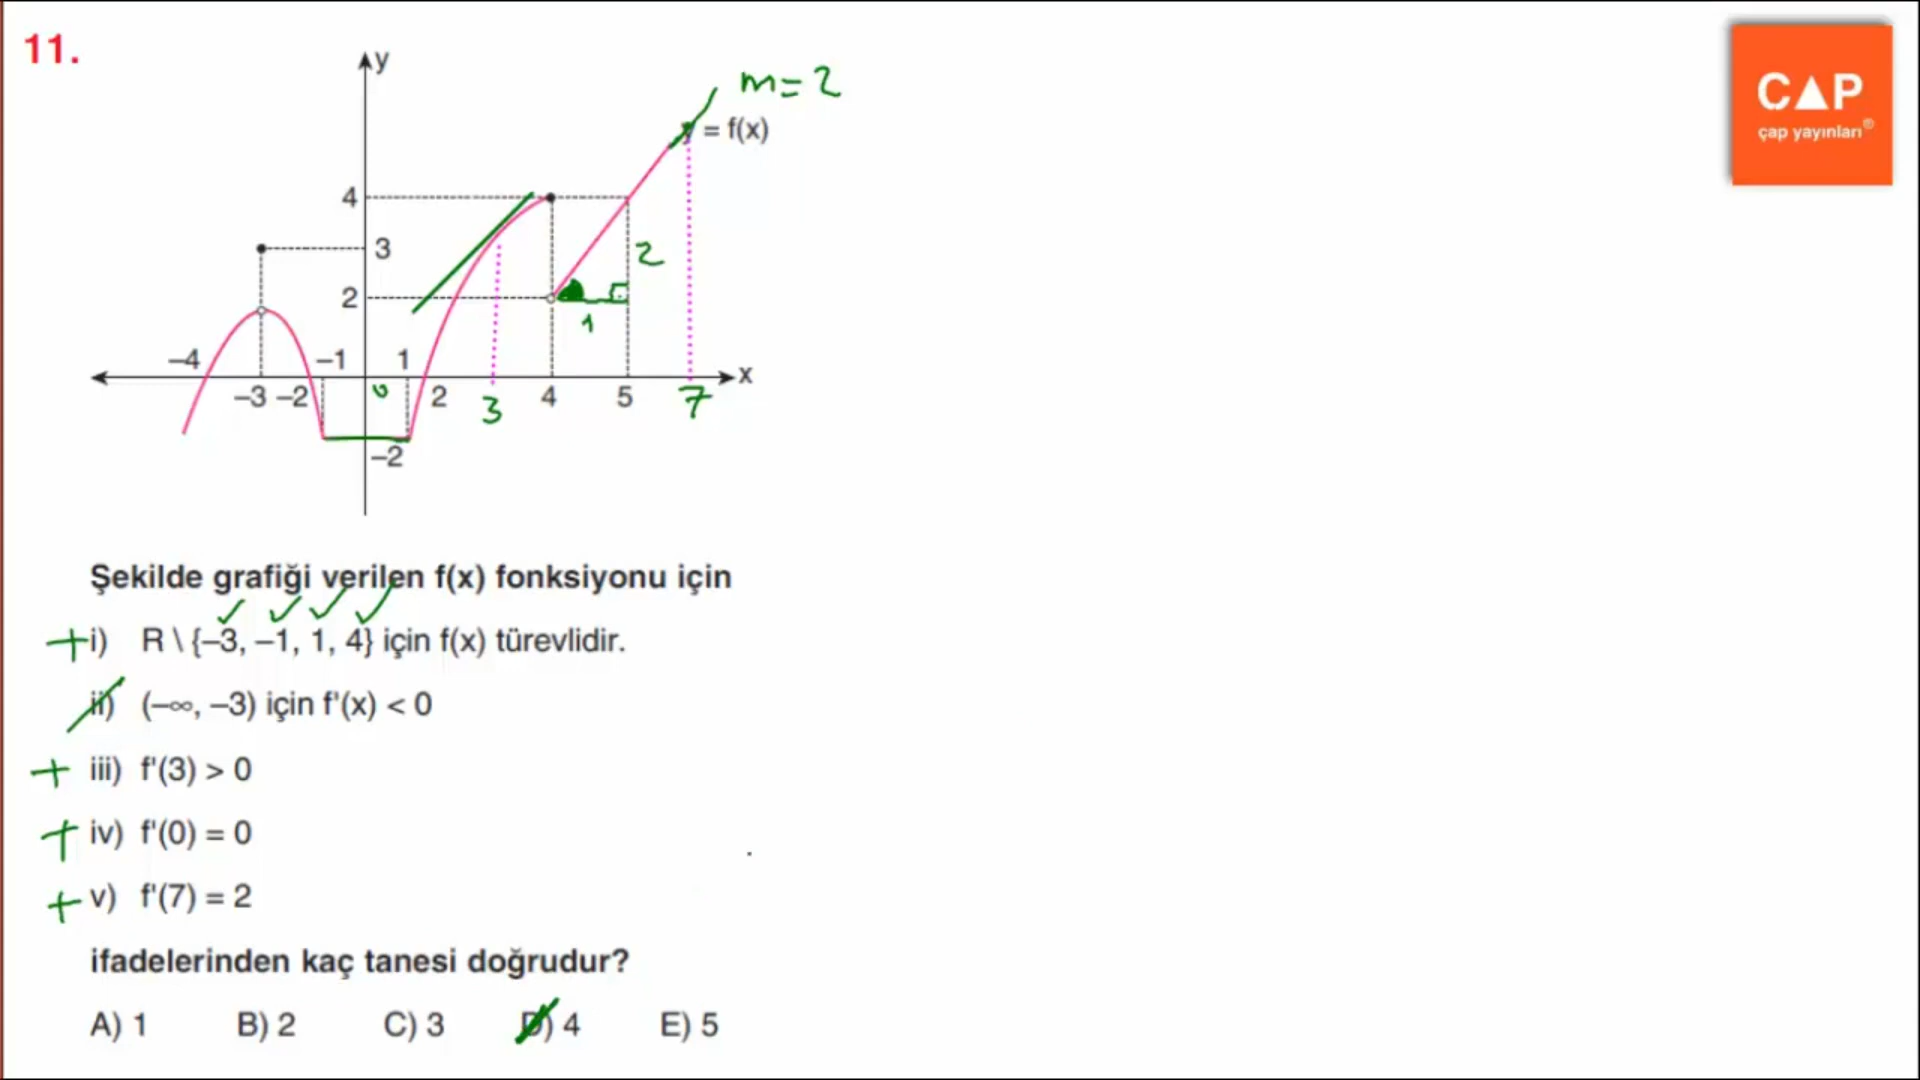 11.
CAP
çap yayınları®
y
m=2
y = f(x)
4
3
2
2
1
-4
-1
1
x
-3
-2
0
2
3
4
5
7
-2
Şekilde grafiği verilen f(x) fonksiyonu için
i) R \ {-3, -1, 1, 4} için f(x) türevlidir.
ii) (-∞, -3) için f'(x) < 0
iii) f'(3) > 0
iv) f'(0) = 0
v) f'(7) = 2
ifadelerinden kaç tanesi doğrudur?
A) 1 B) 2 C) 3 D) 4 E) 5